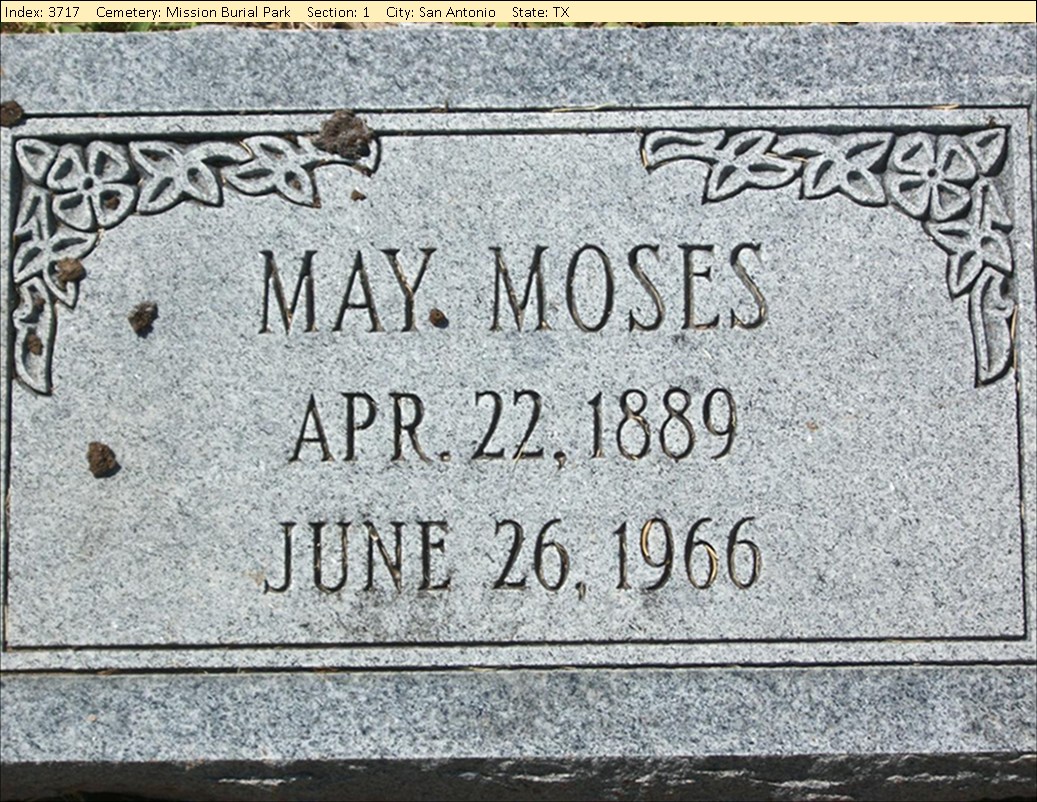 Index: 3717 Cemetery: Mission Burial Park Section: 1 City: San Antonio State: TX
MAY. MOSES
APR. 22, 1889
JUNE 26, 1966